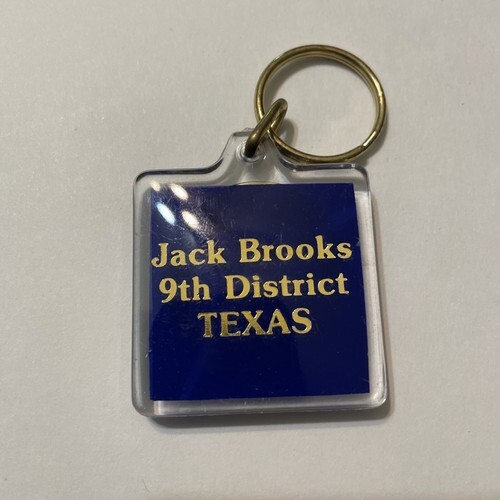 Jack Brooks
9th District
TEXAS